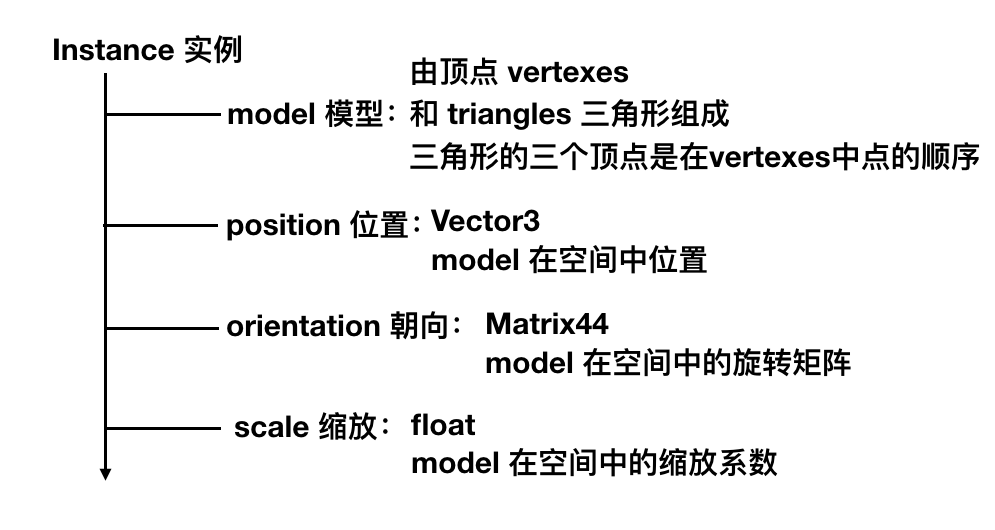 Instance 实例
由顶点 vertexes
model 模型：和 triangles 三角形组成
三角形的三个顶点是在vertexes中点的顺序
position 位置：Vector3
model 在空间中位置
orientation 朝向： Matrix44
model 在空间中的旋转矩阵
scale 缩放： float
model 在空间中的缩放系数